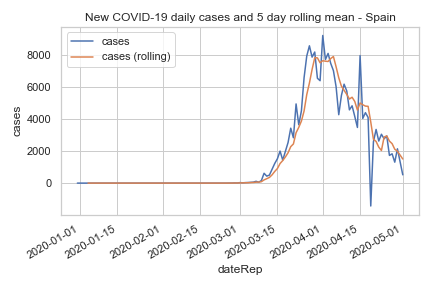 New COVID-19 daily cases and 5 day rolling mean - Spain
cases
cases (rolling)
8000
6000
4000
2000
0
cases
2020-01-01
2020-01-15
2020-02-01
2020-02-15
2020-03-01
2020-03-15
2020-04-01
2020-04-15
2020-05-01
dateRep